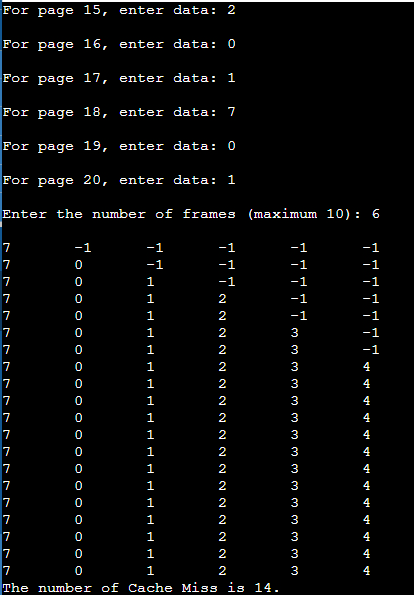 For page 15, enter data: 2
For page 16, enter data: 0
For page 17, enter data: 1
For page 18, enter data: 7
For page 19, enter data: 0
For page 20, enter data: 1
Enter the number of frames (maximum 10): 6
7 -1 -1 -1 -1 -1
7 0 -1 -1 -1 -1
7 0 1 -1 -1 -1
7 0 1 2 -1 -1
7 0 1 2 -1 -1
7 0 1 2 3 -1
7 0 1 2 3 -1
7 0 1 2 3 4
7 0 1 2 3 4
7 0 1 2 3 4
7 0 1 2 3 4
7 0 1 2 3 4
7 0 1 2 3 4
7 0 1 2 3 4
7 0 1 2 3 4
7 0 1 2 3 4
7 0 1 2 3 4
7 0 1 2 3 4
7 0 1 2 3 4
7 0 1 2 3 4
The number of Cache Miss is 14.